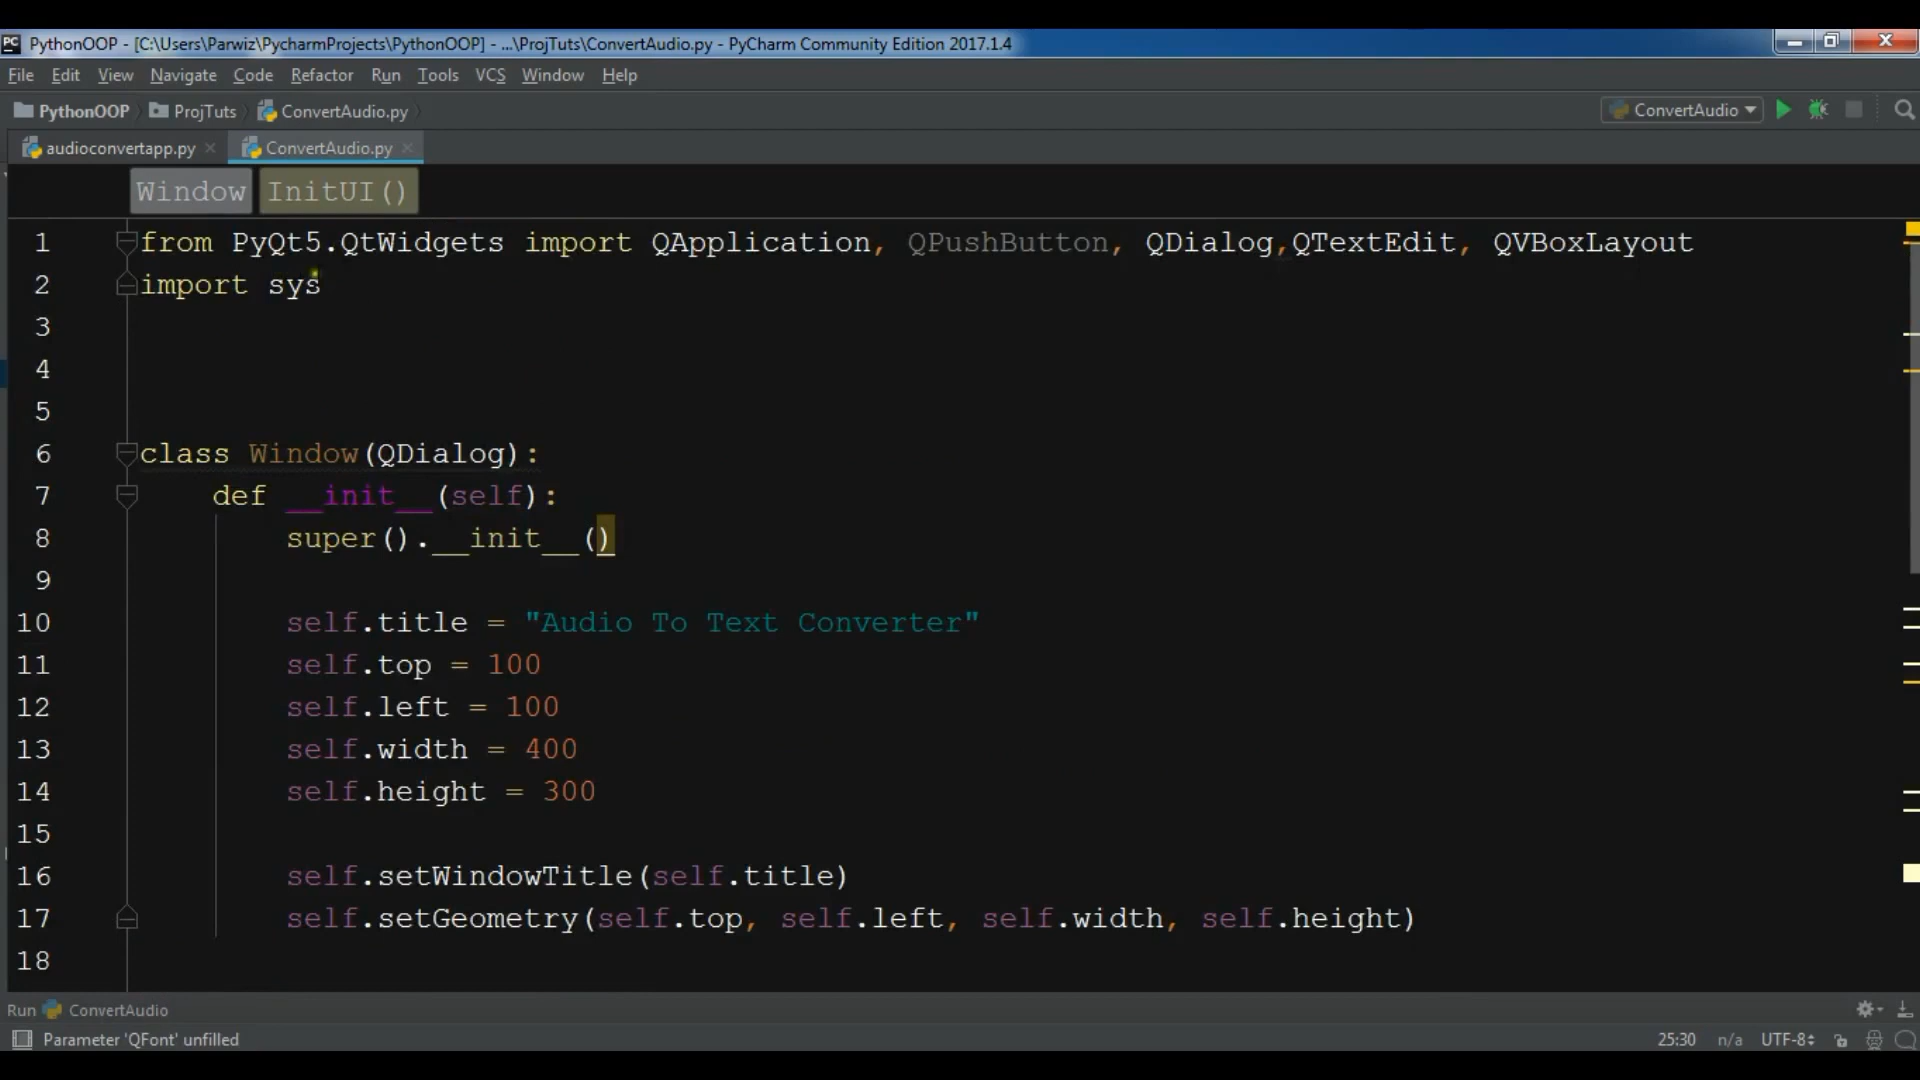 PythonOOP - [C:\Users\Parwiz\PycharmProjects\PythonOOP] - ...\ProjTuts\ConvertAudio.py - PyCharm Community Edition 2017.1.4
File Edit View Navigate Code Refactor Run Tools VCS Window Help
PythonOOP ProjTuts ConvertAudio.py ConvertAudio
audioconvertapp.py ConvertAudio.py
Window InitUI()
1 from PyQt5.QtWidgets import QApplication, QPushButton, QDialog,QTextEdit, QVBoxLayout
2 import sys
3
4
5
6 class Window(QDialog):
7 def __init__(self):
8 super().__init__()
9
10 self.title = "Audio To Text Converter"
11 self.top = 100
12 self.left = 100
13 self.width = 400
14 self.height = 300
15
16 self.setWindowTitle(self.title)
17 self.setGeometry(self.top, self.left, self.width, self.height)
18
Run ConvertAudio
Parameter 'QFont' unfilled 25:30 n/a UTF-8